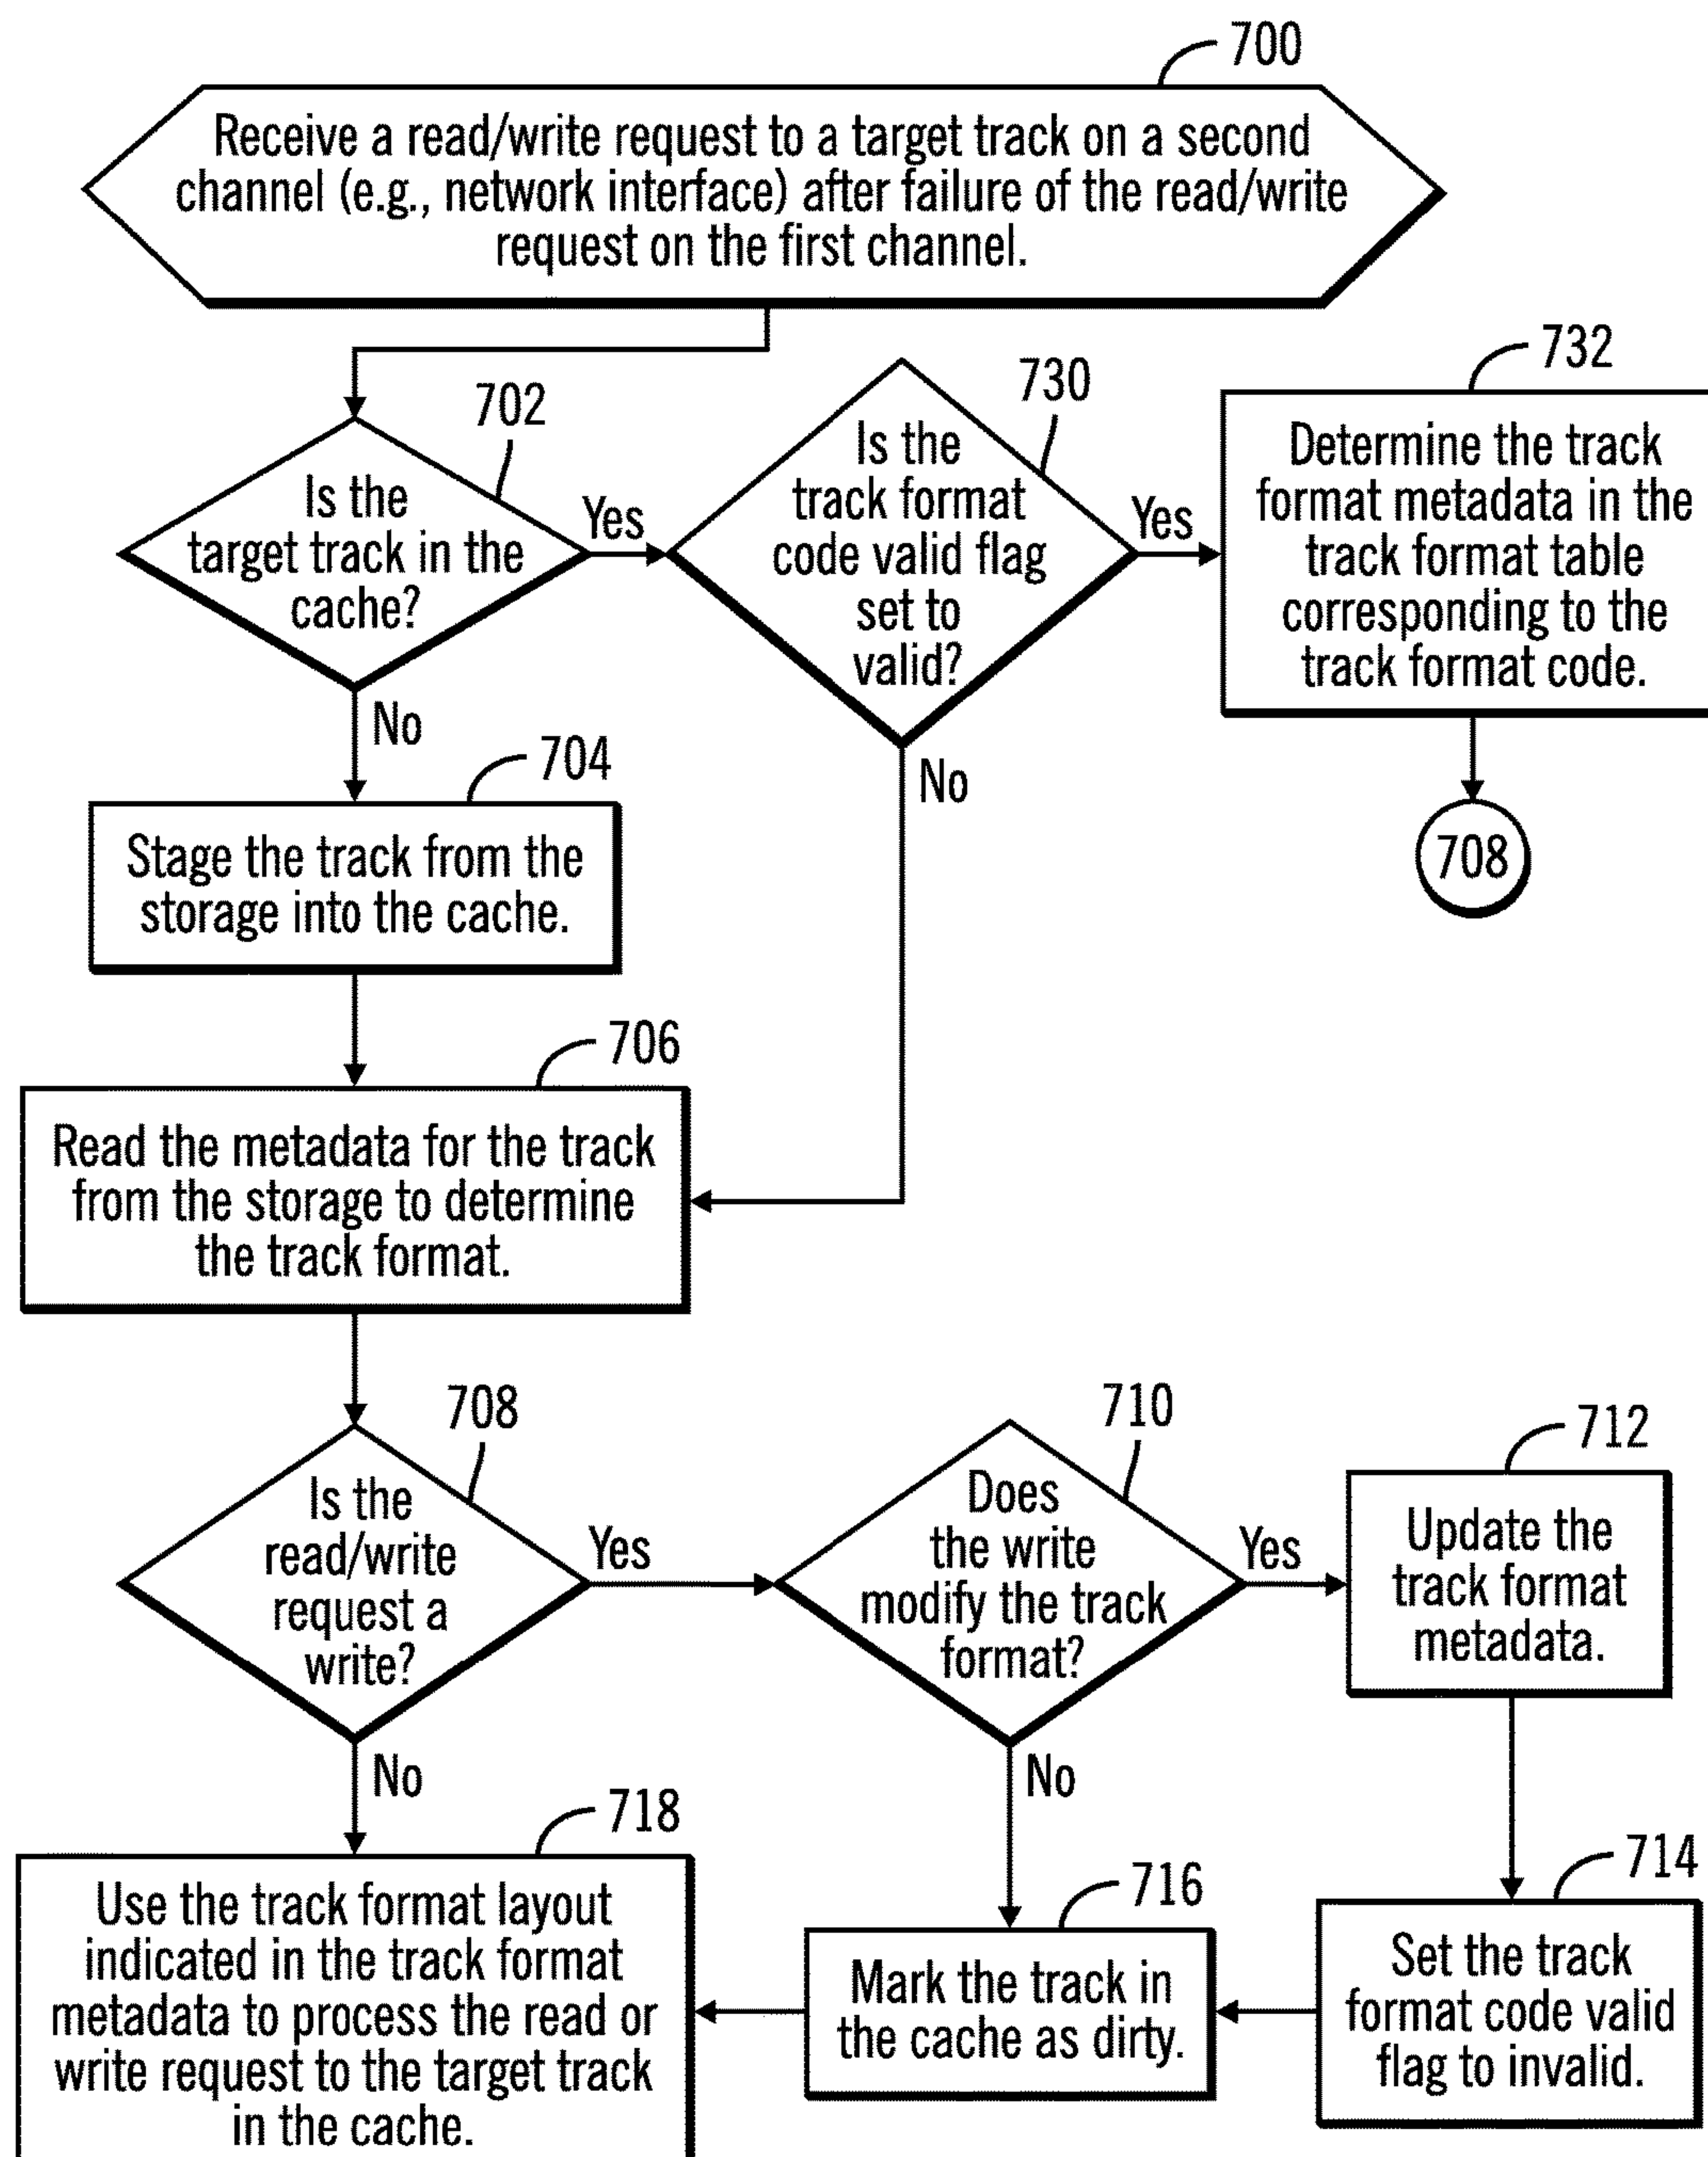 700
Receive a read/write request to a target track on a second
channel (e.g., network interface) after failure of the read/write
request on the first channel.
702
Is the
target track in the
cache?
Yes
No
730
Is the
track format
code valid flag
set to
valid?
Yes
No
732
Determine the track
format metadata in the
track format table
corresponding to the
track format code.
708
704
Stage the track from the
storage into the cache.
706
Read the metadata for the track
from the storage to determine
the track format.
708
Is the
read/write
request a
write?
Yes
No
710
Does
the write
modify the track
format?
Yes
No
712
Update the
track format
metadata.
714
Set the track
format code valid
flag to invalid.
716
Mark the track in
the cache as dirty.
718
Use the track format layout
indicated in the track format
metadata to process the read or
write request to the target track
in the cache.